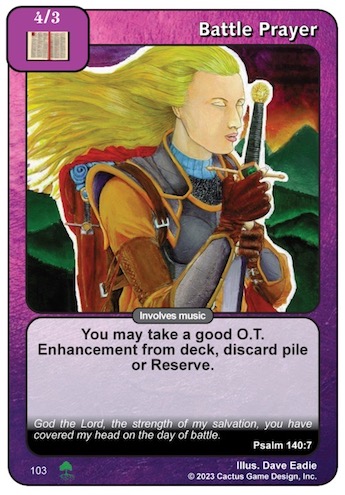 4/3
Battle Prayer
Involves music
You may take a good O.T.
Enhancement from deck, discard pile
or Reserve.
God the Lord, the strength of my salvation, you have
covered my head on the day of battle.
Psalm 140:7
Illus. Dave Eadie
103
© 2023 Cactus Game Design, Inc.